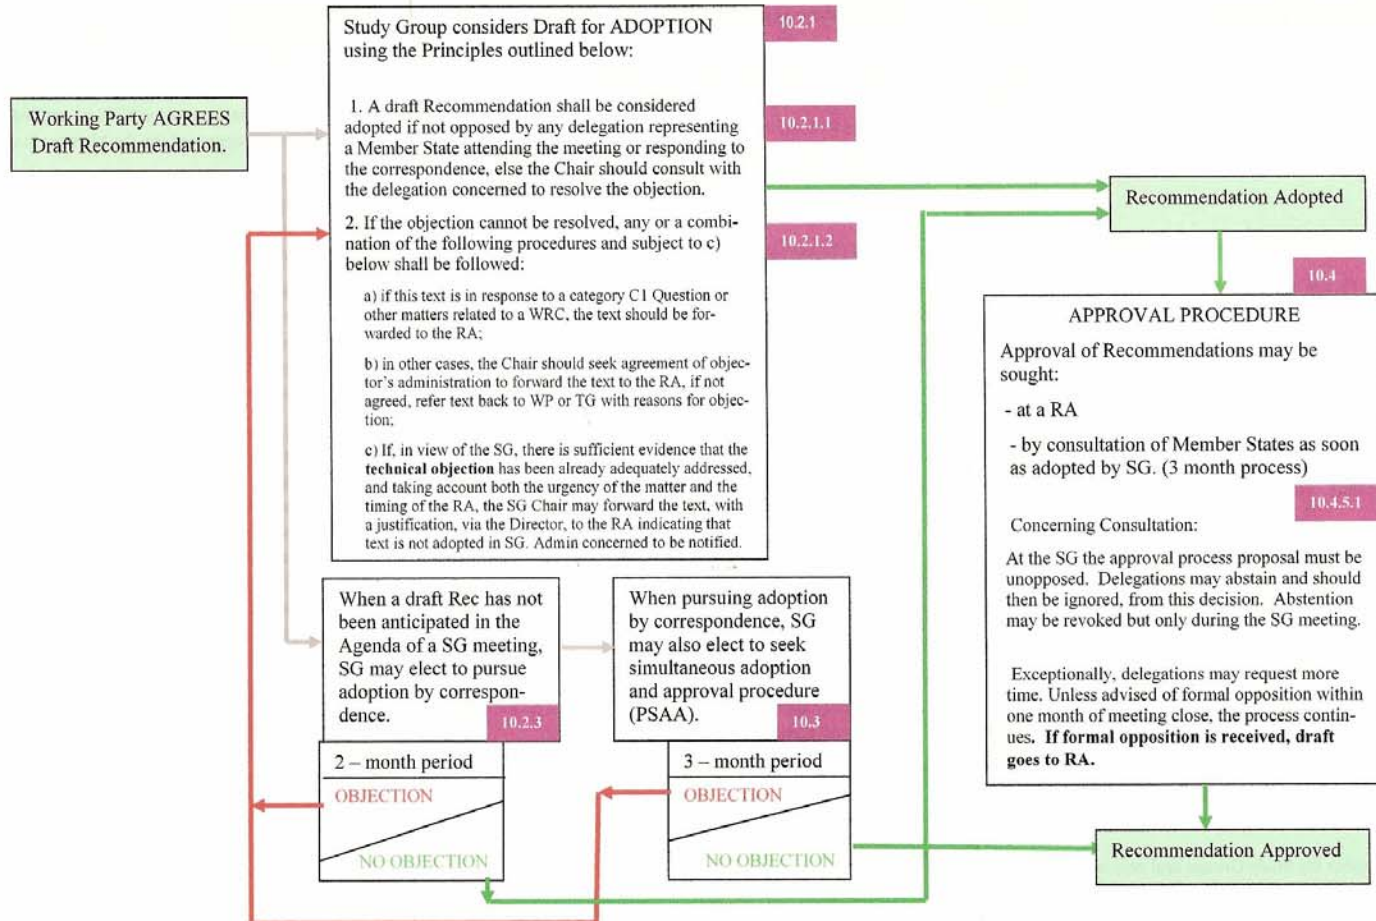 Working Party AGREES
Draft Recommendation.
Study Group considers Draft for ADOPTION
using the Principles outlined below:
10.2.1
1. A draft Recommendation shall be considered
adopted if not opposed by any delegation representing
a Member State attending the meeting or responding to
the correspondence, else the Chair should consult with
the delegation concerned to resolve the objection.
10.2.1.1
2. If the objection cannot be resolved, any or a combi-
nation of the following procedures and subject to c)
below shall be followed:
10.2.1.2
a) if this text is in response to a category C1 Question or
other matters related to a WRC, the text should be for-
warded to the RA;
b) in other cases, the Chair should seek agreement of objec-
tor's administration to forward the text to the RA, if not
agreed, refer text back to WP or TG with reasons for objec-
tion;
c) If, in view of the SG, there is sufficient evidence that the
technical objection has been already adequately addressed,
and taking account both the urgency of the matter and the
timing of the RA, the SG Chair may forward the text, with
a justification, via the Director, to the RA indicating that
text is not adopted in SG. Admin concerned to be notified.
When a draft Rec has not
been anticipated in the
Agenda of a SG meeting,
SG may elect to pursue
adoption by correspon-
dence.
10.2.3
2 – month period
OBJECTION
NO OBJECTION
When pursuing adoption
by correspondence, SG
may also elect to seek
simultaneous adoption
and approval procedure
(PSAA).
10.3
3 – month period
OBJECTION
NO OBJECTION
Recommendation Adopted
10.4
APPROVAL PROCEDURE
Approval of Recommendations may be
sought:
- at a RA
- by consultation of Member States as soon
as adopted by SG. (3 month process)
10.4.5.1
Concerning Consultation:
At the SG the approval process proposal must be
unopposed. Delegations may abstain and should
then be ignored, from this decision. Abstention
may be revoked but only during the SG meeting.
Exceptionally, delegations may request more
time. Unless advised of formal opposition within
one month of meeting close, the process contin-
ues. If formal opposition is received, draft
goes to RA.
Recommendation Approved